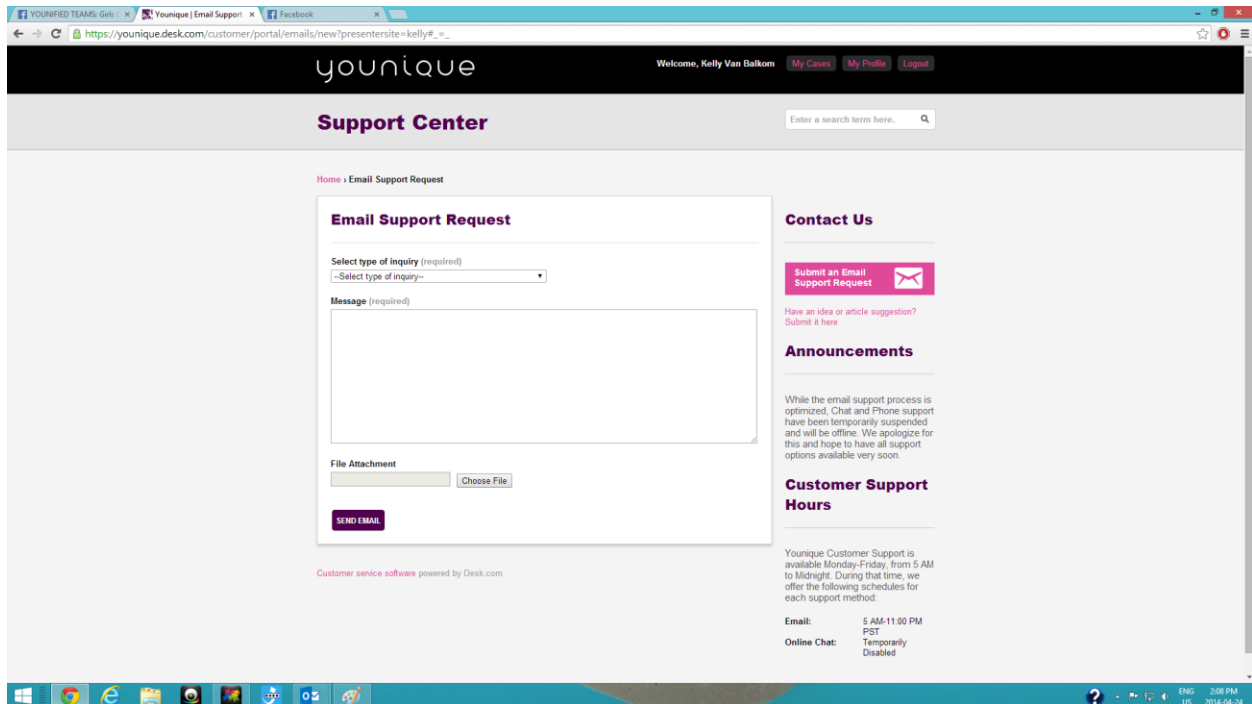 YOUNIFIED TEAMS: Girls
Younique | Email Support
Facebook
https://younique.desk.com/customer/portal/emails/new?presentersite=kelly#_=_
younique
Welcome, Kelly Van Balkom
My Cases
My Profile
Logout
Support Center
Enter a search term here.
Home › Email Support Request
Email Support Request
Select type of inquiry (required)
--Select type of inquiry--
Message (required)
File Attachment
Choose File
SEND EMAIL
Customer service software powered by Desk.com
Contact Us
Submit an Email
Support Request
Have an idea or article suggestion?
Submit it here
Announcements
While the email support process is
optimized, Chat and Phone support
have been temporarily suspended
and will be offline. We apologize for
this and hope to have all support
options available very soon.
Customer Support
Hours
Younique Customer Support is
available Monday-Friday, from 5 AM
to Midnight. During that time, we
offer the following schedules for
each support method:
Email: 5 AM-11:00 PM
PST
Online Chat: Temporarily
Disabled
ENG 2:08 PM
US 2014-04-24